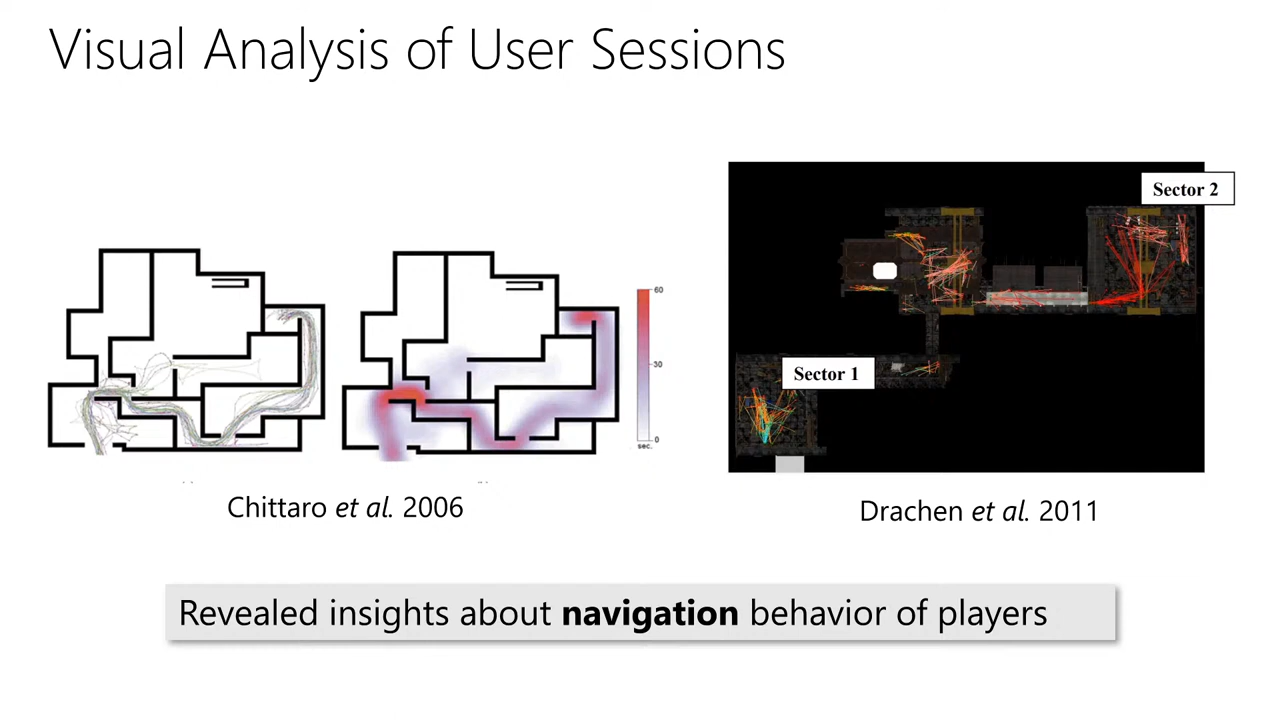 Visual Analysis of User Sessions
Sector 2
Sector 1
60
30
0
sec.
Chittaro et al. 2006
Drachen et al. 2011
Revealed insights about navigation behavior of players